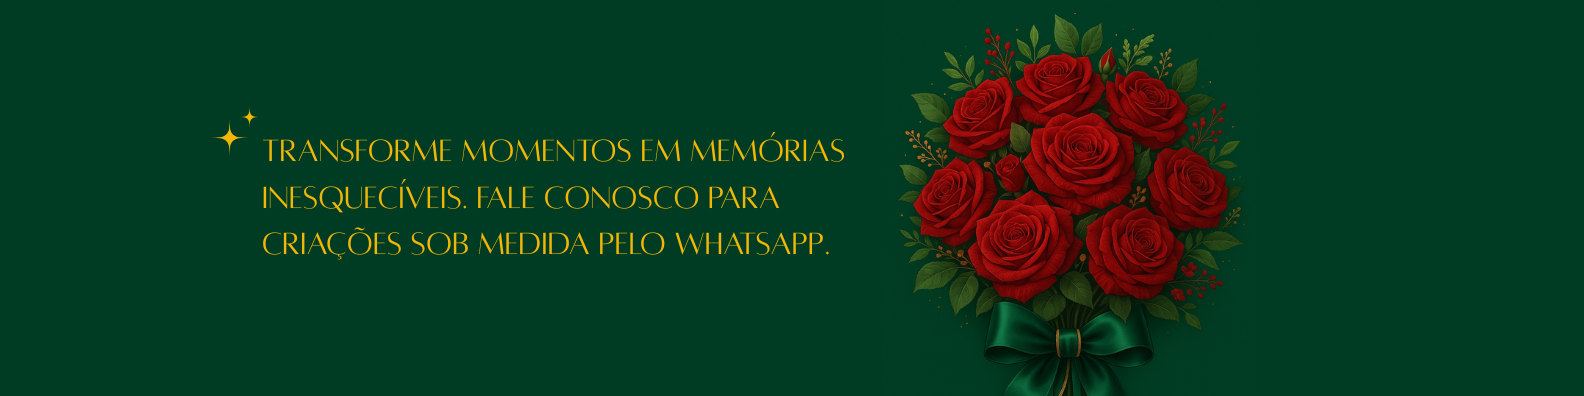 TRANSFORME MOMENTOS EM MEMÓRIAS
INESQUECÍVEIS. FALE CONOSCO PARA
CRIAÇÕES SOB MEDIDA PELO WHATSAPP.